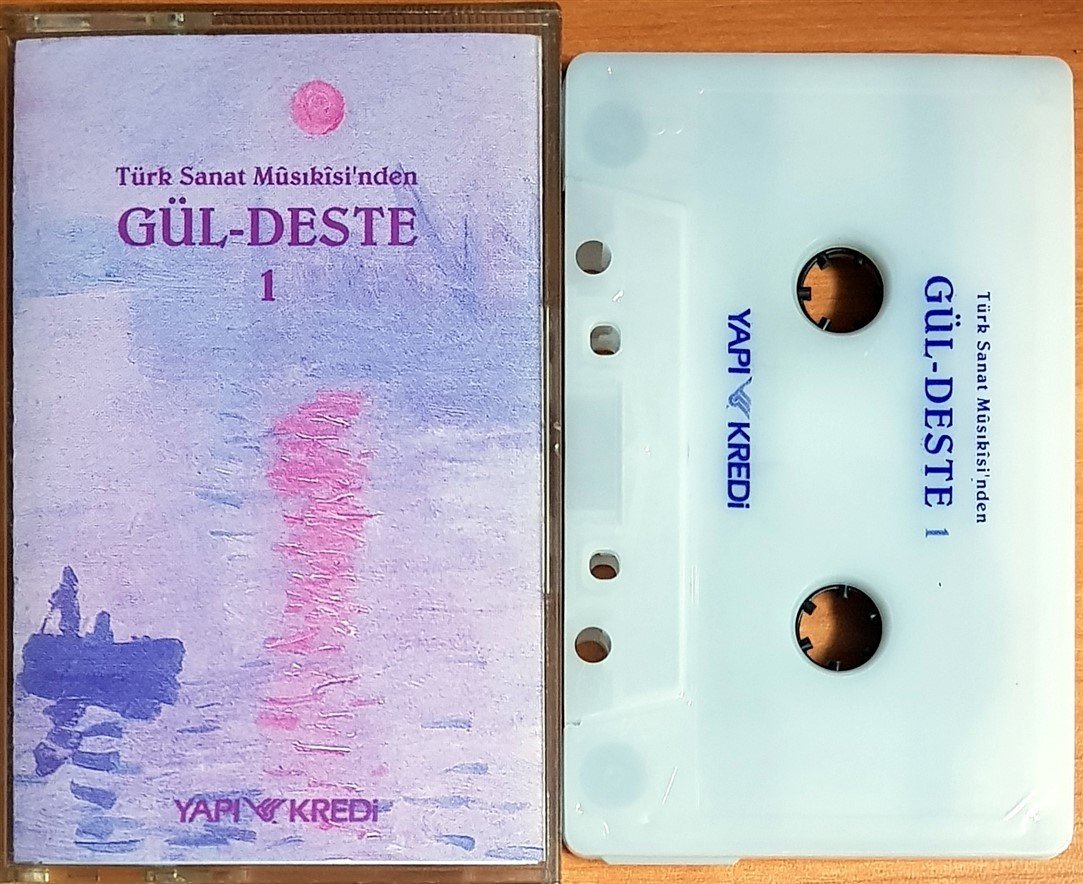 Türk Sanat Mûsıkîsi'nden
GÜL-DESTE
1
YAPI KREDİ
Türk Sanat Mûsıkîsi'nden
GÜL-DESTE 1
YAPI KREDİ